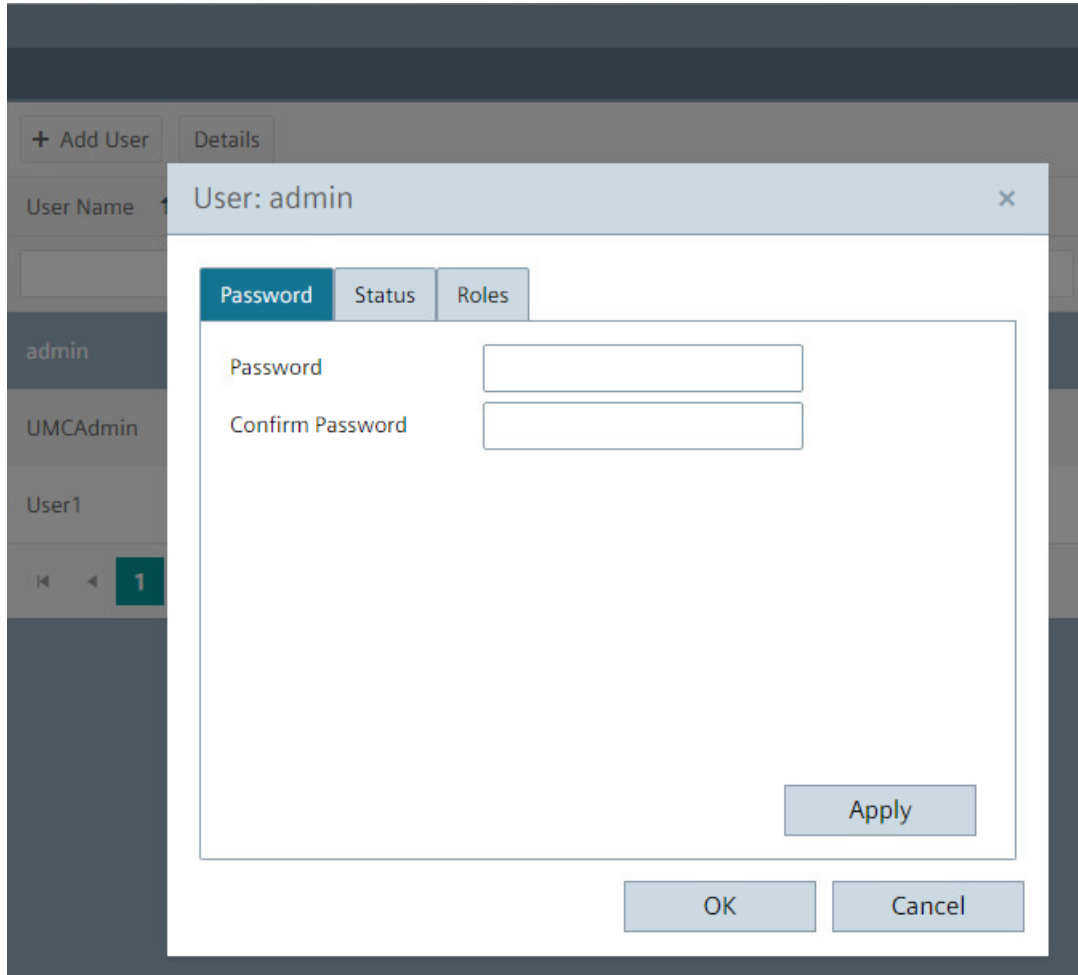 + Add User Details
User Name
User: admin
Password Status Roles
admin
Password
Confirm Password
UMCAdmin
User1
1
Apply
OK Cancel